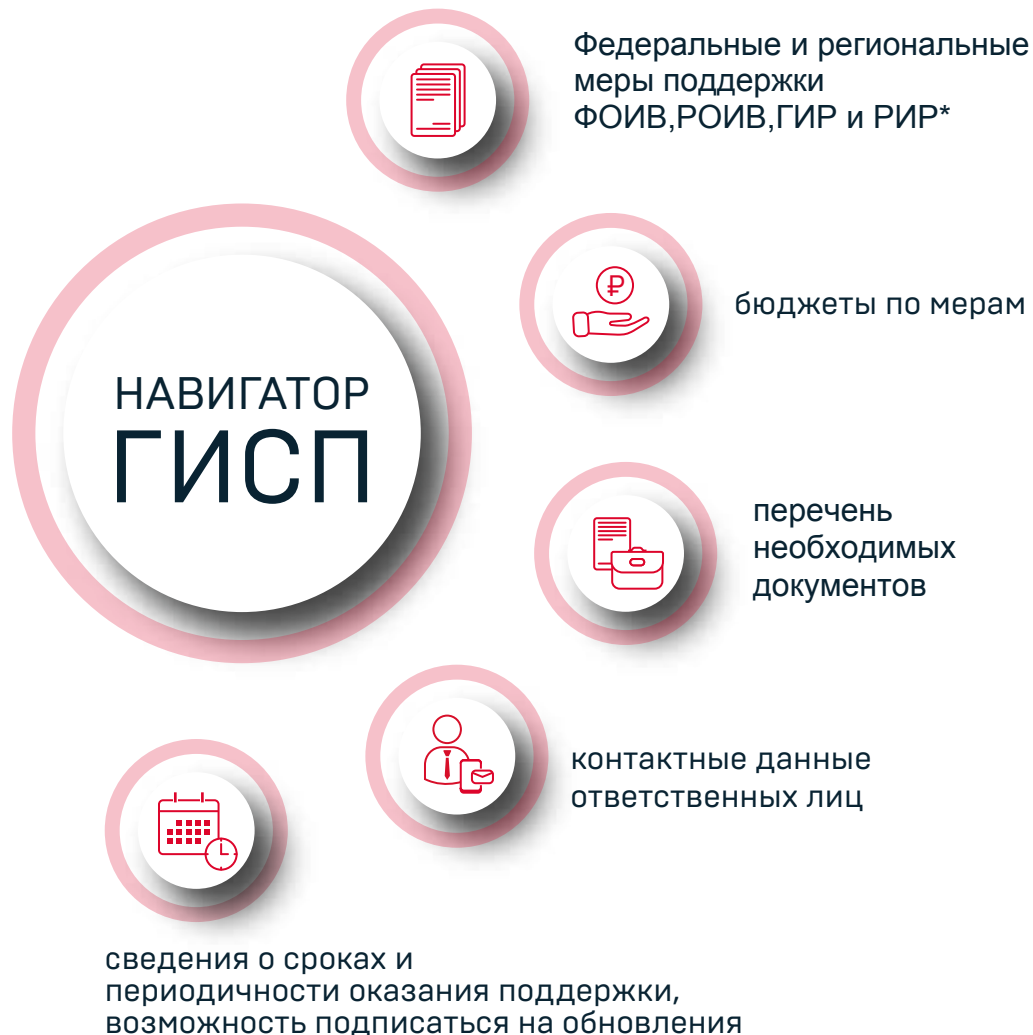 Федеральные и региональные
меры поддержки
ФОИВ,РОИВ,ГИР и РИР*
бюджеты по мерам
НАВИГАТОР
ГИСП
перечень
необходимых
документов
контактные данные
ответственных лиц
сведения о сроках и
периодичности оказания поддержки,
возможность подписаться на обновления